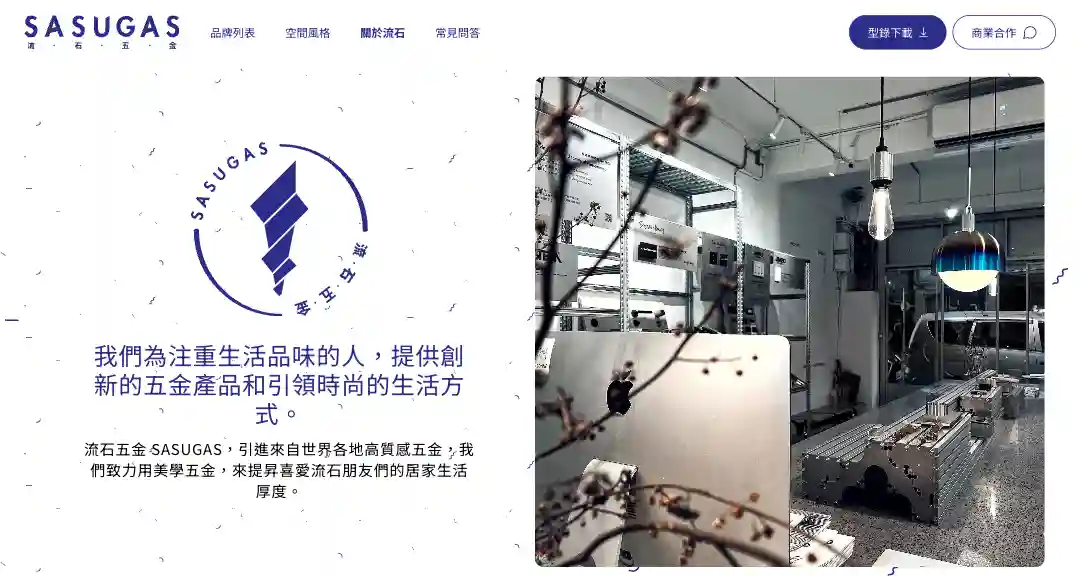 SASUGAS
流・石・五・金
品牌列表
空間風格
關於流石
常見問答
型錄下載
商業合作
SASUGAS
流・石・五・金
我們為注重生活品味的人，提供創
新的五金產品和引領時尚的生活方
式。
流石五金 SASUGAS，引進來自世界各地高質感五金，我
們致力用美學五金，來提昇喜愛流石朋友們的居家生活
厚度。